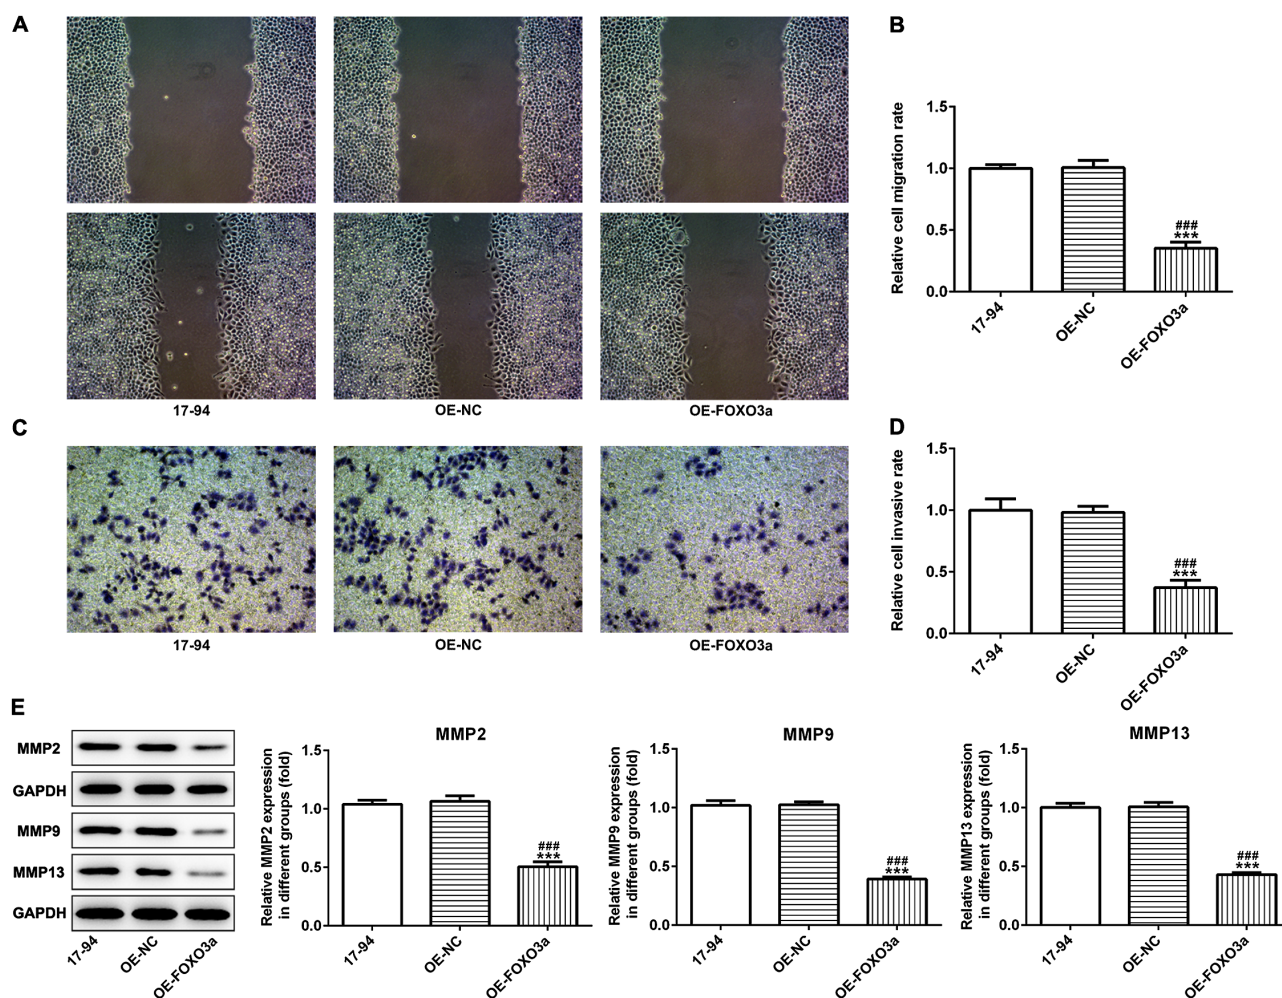 A
17-94
OE-NC
OE-FOXO3a
B
Relative cell migration rate
1.5
1.0
0.5
0.0
###
***
17-94
OE-NC
OE-FOXO3a
C
17-94
OE-NC
OE-FOXO3a
D
Relative cell invasive rate
1.5
1.0
0.5
0.0
###
***
17-94
OE-NC
OE-FOXO3a
E
MMP2
GAPDH
MMP9
MMP13
GAPDH
17-94
OE-NC
OE-FOXO3a
MMP2
Relative MMP2 expression
in different groups (fold)
1.5
1.0
0.5
0.0
###
***
17-94
OE-NC
OE-FOXO3a
MMP9
Relative MMP9 expression
in different groups (fold)
1.5
1.0
0.5
0.0
###
***
17-94
OE-NC
OE-FOXO3a
MMP13
Relative MMP13 expression
in different groups (fold)
1.5
1.0
0.5
0.0
###
***
17-94
OE-NC
OE-FOXO3a